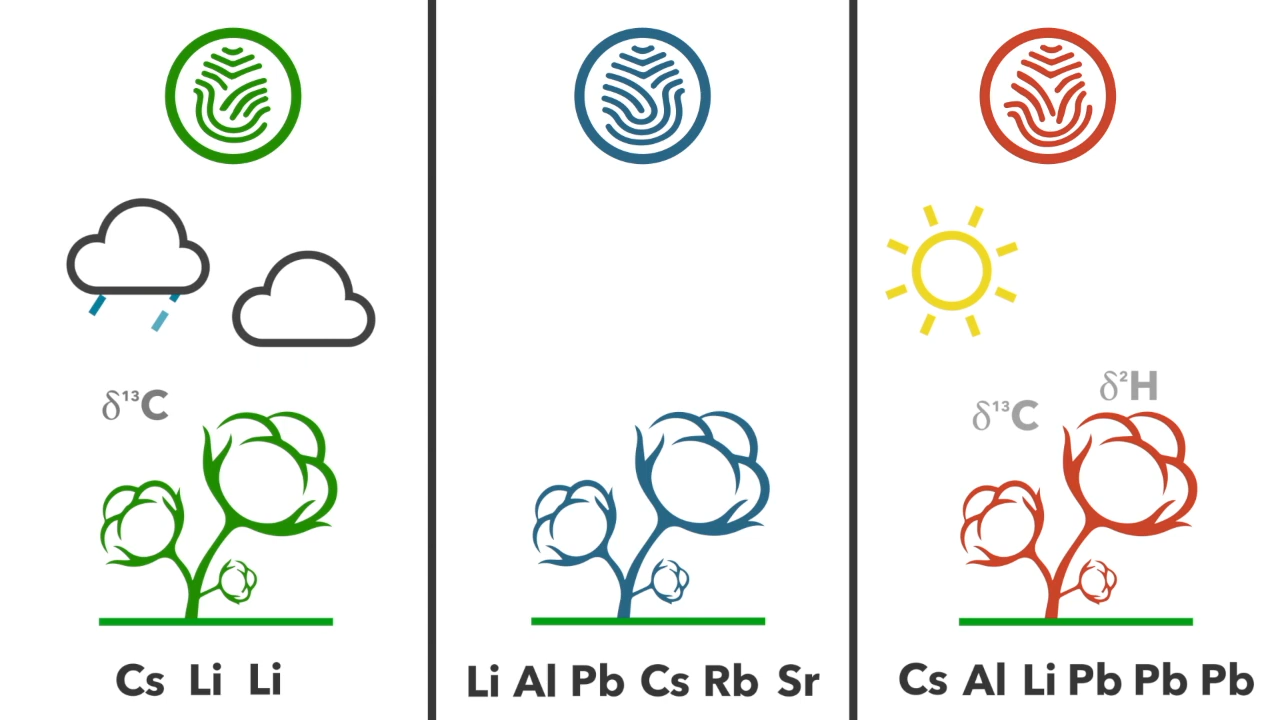 δ¹³C
Cs Li Li
Li Al Pb Cs Rb Sr
δ²H
δ¹³C
Cs Al Li Pb Pb Pb